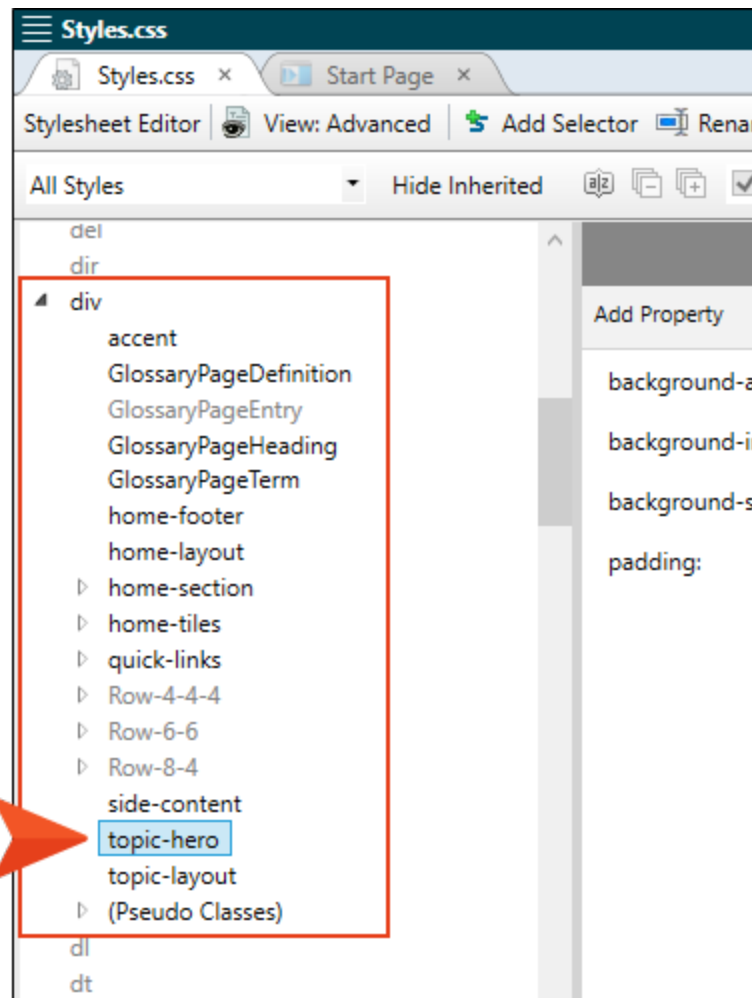 Styles.css
Styles.css × Start Page ×
Stylesheet Editor View: Advanced Add Selector
All Styles Hide Inherited a|z
del
dir
div
accent
GlossaryPageDefinition
GlossaryPageEntry
GlossaryPageHeading
GlossaryPageTerm
home-footer
home-layout
home-section
home-tiles
quick-links
Row-4-4-4
Row-6-6
Row-8-4
side-content
topic-hero
topic-layout
(Pseudo Classes)
dl
dt
Add Property
padding: